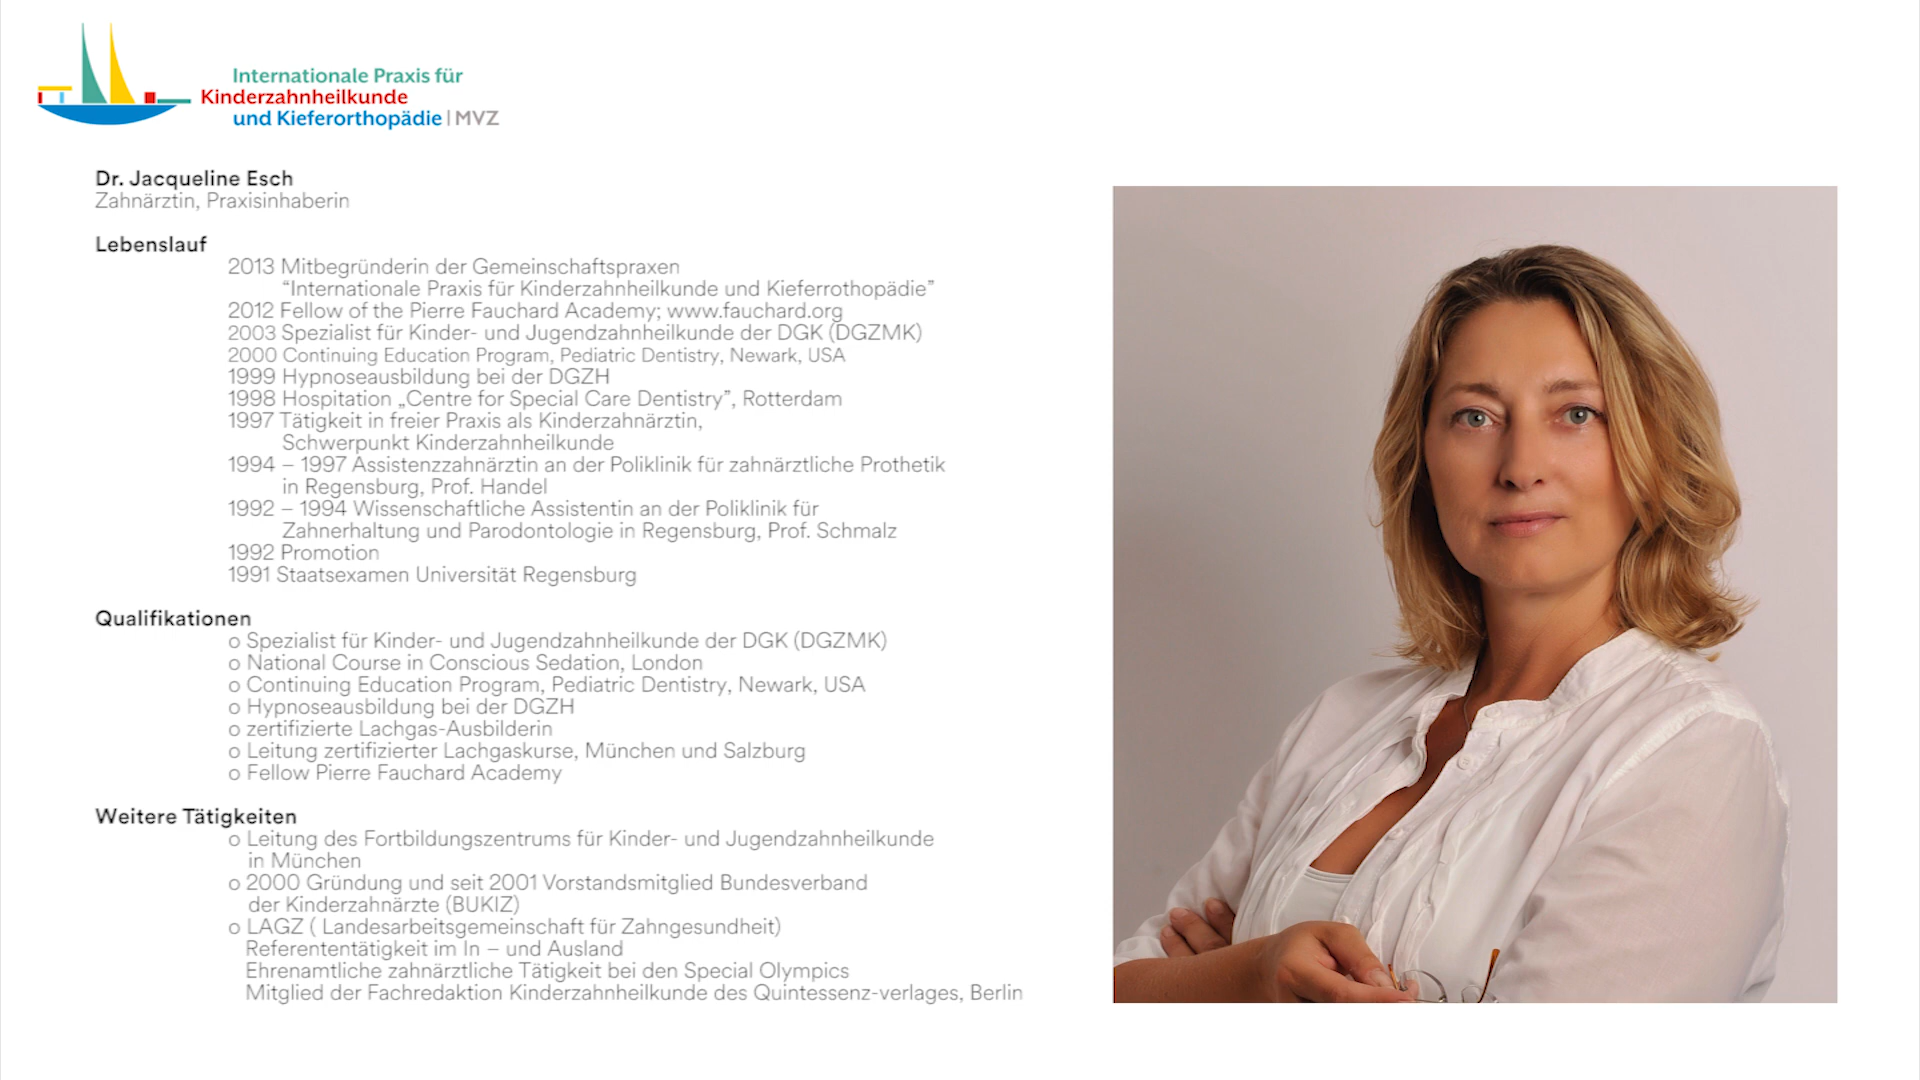 Internationale Praxis für
Kinderzahnheilkunde
und Kieferorthopädie | MVZ
Dr. Jacqueline Esch
Zahnärztin, Praxisinhaberin
Lebenslauf
2013 Mitbegründerin der Gemeinschaftspraxen
“Internationale Praxis für Kinderzahnheilkunde und Kieferrothopädie”
2012 Fellow of the Pierre Fauchard Academy; www.fauchard.org
2003 Spezialist für Kinder- und Jugendzahnheilkunde der DGK (DGZMK)
2000 Continuing Education Program, Pediatric Dentistry, Newark, USA
1999 Hypnoseausbildung bei der DGZH
1998 Hospitation „Centre for Special Care Dentistry”, Rotterdam
1997 Tätigkeit in freier Praxis als Kinderzahnärztin,
Schwerpunkt Kinderzahnheilkunde
1994 – 1997 Assistenzzahnärztin an der Poliklinik für zahnärztliche Prothetik
in Regensburg, Prof. Handel
1992 – 1994 Wissenschaftliche Assistentin an der Poliklinik für
Zahnerhaltung und Parodontologie in Regensburg, Prof. Schmalz
1992 Promotion
1991 Staatsexamen Universität Regensburg
Qualifikationen
o Spezialist für Kinder- und Jugendzahnheilkunde der DGK (DGZMK)
o National Course in Conscious Sedation, London
o Continuing Education Program, Pediatric Dentistry, Newark, USA
o Hypnoseausbildung bei der DGZH
o zertifizierte Lachgas-Ausbilderin
o Leitung zertifizierter Lachgaskurse, München und Salzburg
o Fellow Pierre Fauchard Academy
Weitere Tätigkeiten
o Leitung des Fortbildungszentrums für Kinder- und Jugendzahnheilkunde
in München
o 2000 Gründung und seit 2001 Vorstandsmitglied Bundesverband
der Kinderzahnärzte (BUKIZ)
o LAGZ ( Landesarbeitsgemeinschaft für Zahngesundheit)
Referententätigkeit im In – und Ausland
Ehrenamtliche zahnärztliche Tätigkeit bei den Special Olympics
Mitglied der Fachredaktion Kinderzahnheilkunde des Quintessenz-verlages, Berlin